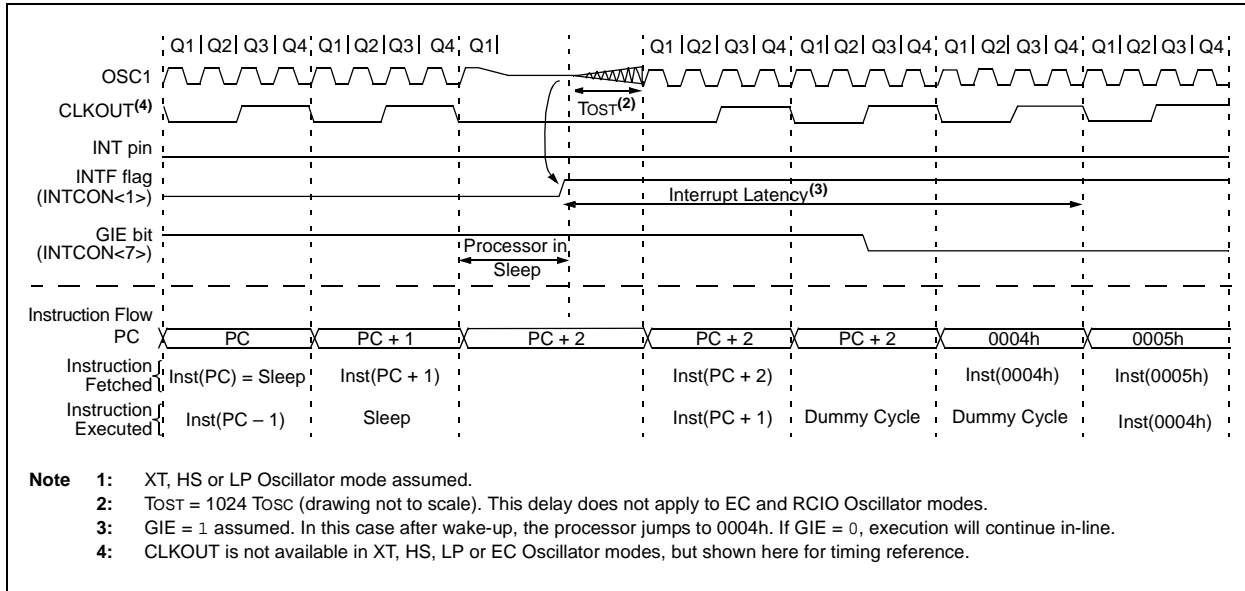 Q1 Q2 Q3 Q4 Q1 Q2 Q3 Q4 Q1 Q1 Q2 Q3 Q4 Q1 Q2 Q3 Q4 Q1 Q2 Q3 Q4 Q1 Q2 Q3 Q4
OSC1
CLKOUT(4)
TOST(2)
INT pin
INTF flag
(INTCON<1>)
Interrupt Latency(3)
GIE bit
(INTCON<7>)
Processor in
Sleep
Instruction Flow
PC PC PC + 1 PC + 2 PC + 2 PC + 2 0004h 0005h
Instruction
Fetched
Inst(PC) = Sleep Inst(PC + 1) Inst(PC + 2) Inst(0004h) Inst(0005h)
Instruction
Executed
Inst(PC – 1) Sleep Inst(PC + 1) Dummy Cycle Dummy Cycle Inst(0004h)
Note 1: XT, HS or LP Oscillator mode assumed.
2: TOST = 1024 TOSC (drawing not to scale). This delay does not apply to EC and RCIO Oscillator modes.
3: GIE = 1 assumed. In this case after wake-up, the processor jumps to 0004h. If GIE = 0, execution will continue in-line.
4: CLKOUT is not available in XT, HS, LP or EC Oscillator modes, but shown here for timing reference.